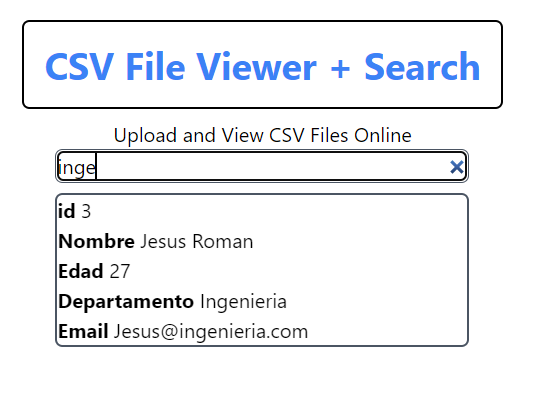 CSV File Viewer + Search
Upload and View CSV Files Online
inge
id 3
Nombre Jesus Roman
Edad 27
Departamento Ingenieria
Email Jesus@ingenieria.com